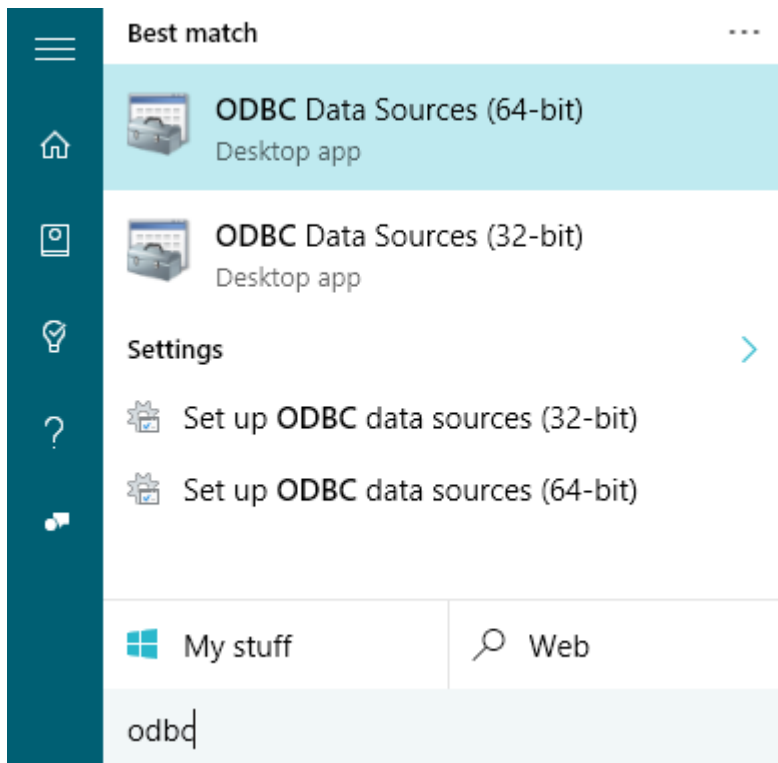 Best match
ODBC Data Sources (64-bit)
Desktop app
ODBC Data Sources (32-bit)
Desktop app
Settings
Set up ODBC data sources (32-bit)
Set up ODBC data sources (64-bit)
My stuff
Web
odbc